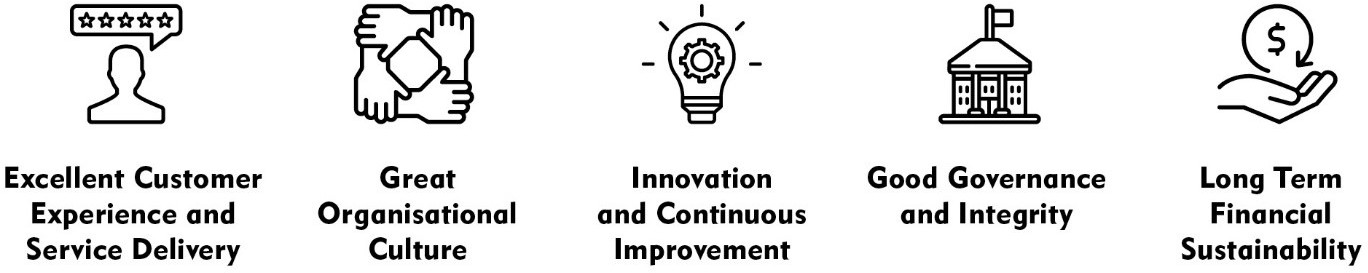 Excellent Customer
Experience and
Service Delivery
Great
Organisational
Culture
Innovation
and Continuous
Improvement
Good Governance
and Integrity
$
Long Term
Financial
Sustainability